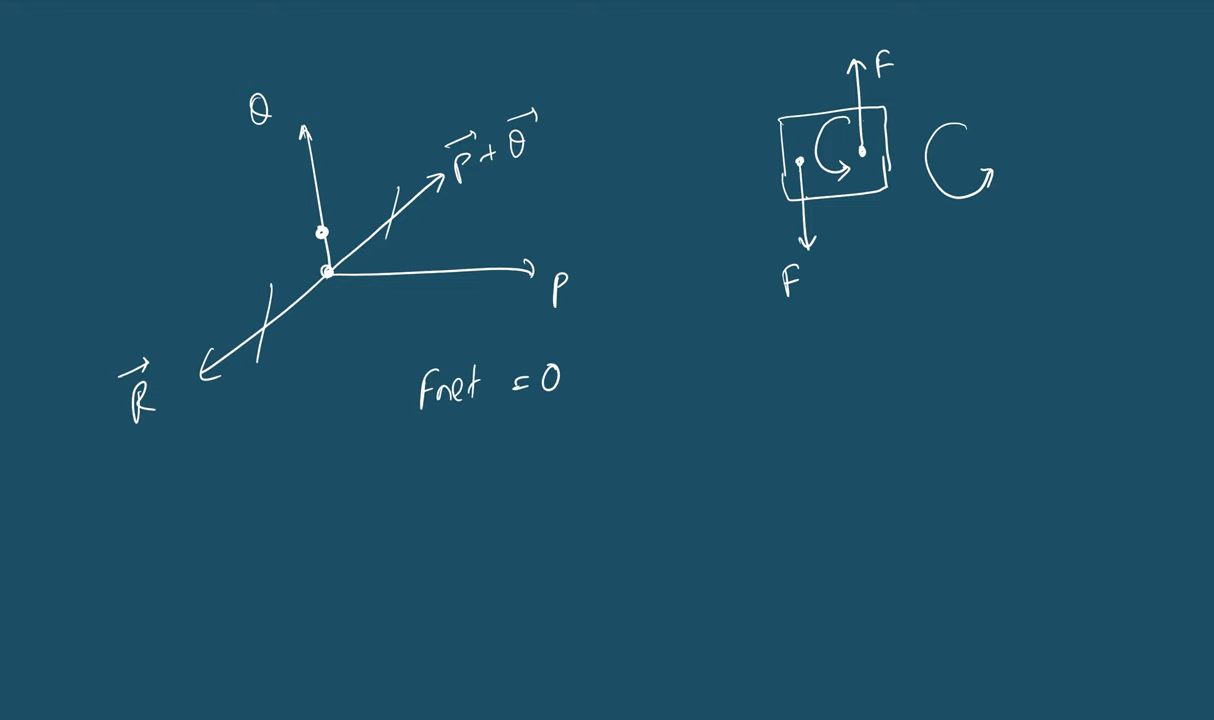 F
Q
P⃗ + Q⃗
F
P
R⃗
Fnet = 0